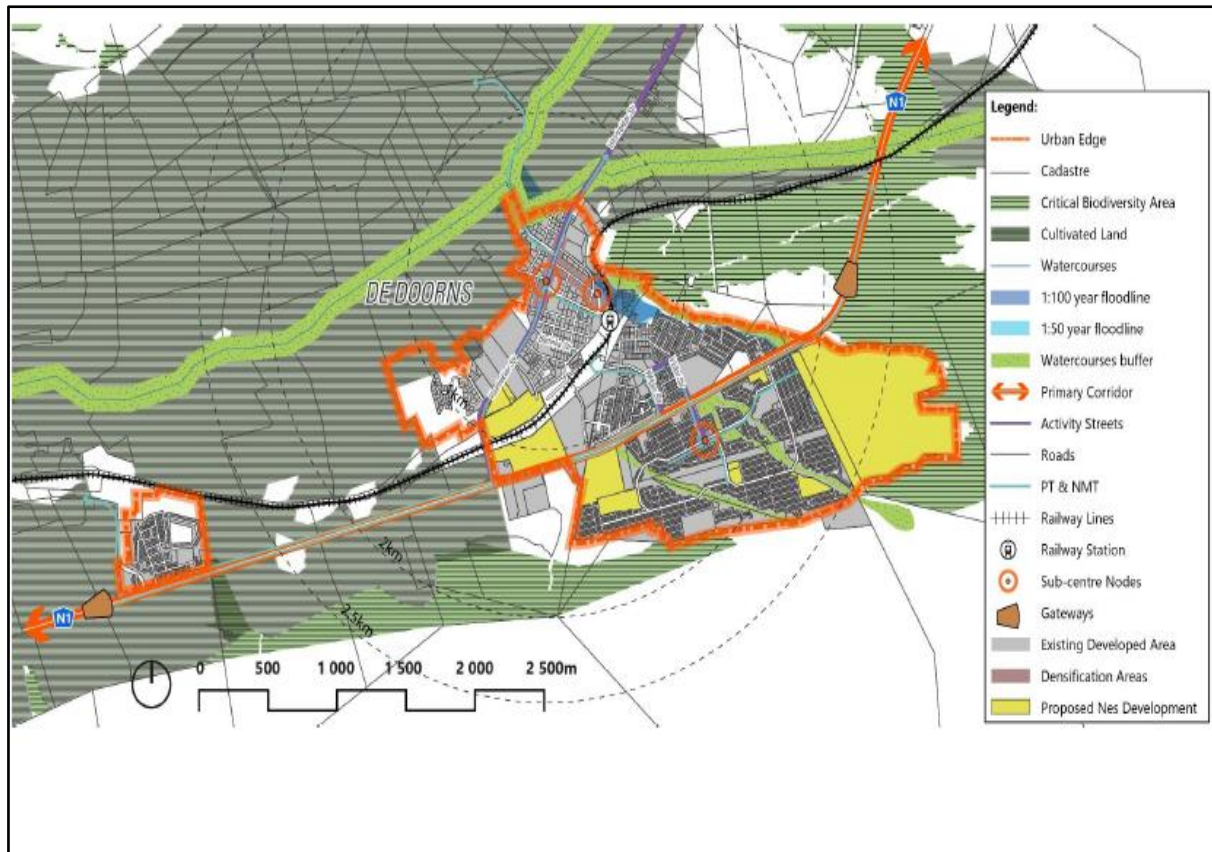 N1
DE DOORNS
1km
2km
2.5km
N1
0 500 1 000 1 500 2 000 2 500m
Legend:
Urban Edge
Cadastre
Critical Biodiversity Area
Cultivated Land
Watercourses
1:100 year floodline
1:50 year floodline
Watercourses buffer
Primary Corridor
Activity Streets
Roads
PT & NMT
Railway Lines
Railway Station
Sub-centre Nodes
Gateways
Existing Developed Area
Densification Areas
Proposed Nes Development